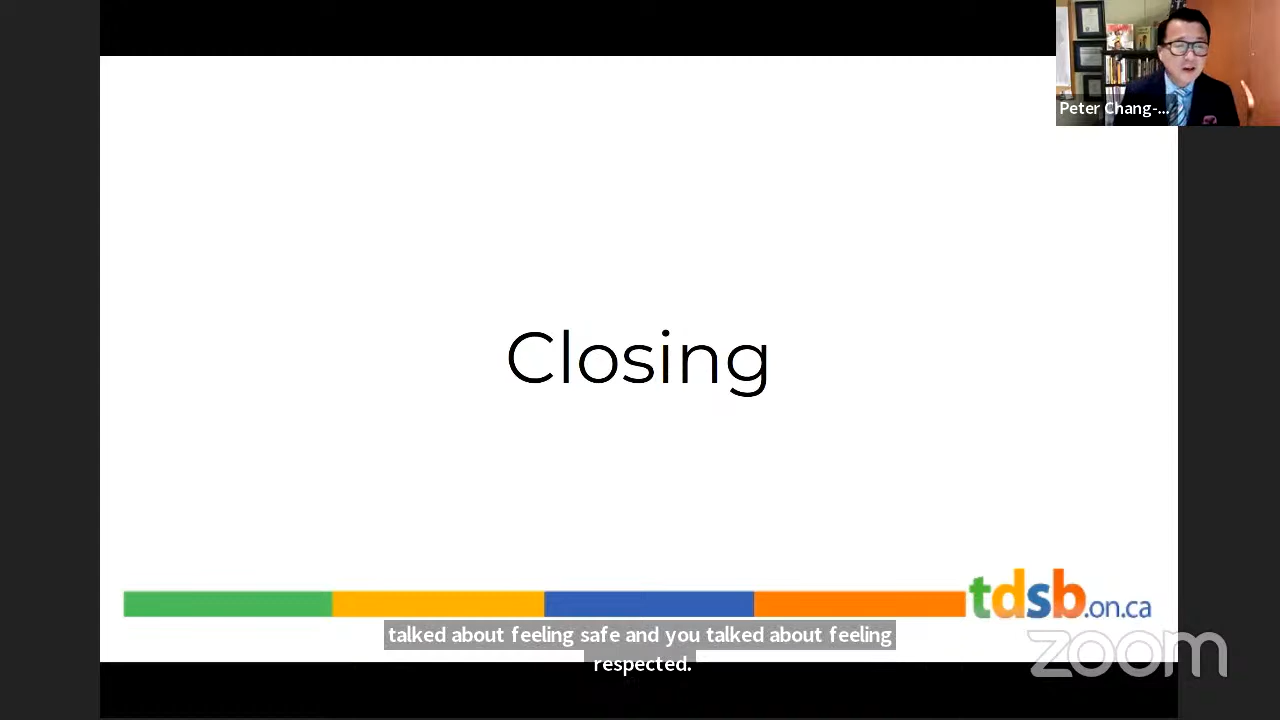 Peter Chang-...
Closing
tdsb.on.ca
talked about feeling safe and you talked about feeling
respected.
zoom